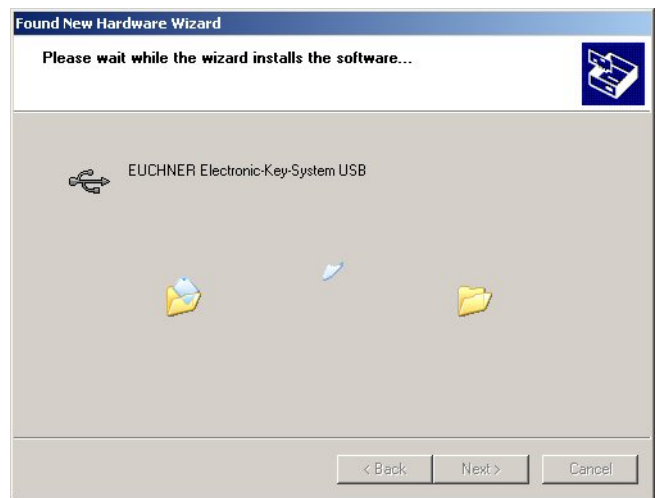 Found New Hardware Wizard
Please wait while the wizard installs the software...
EUCHNER Electronic-Key-System USB
< Back
Next >
Cancel